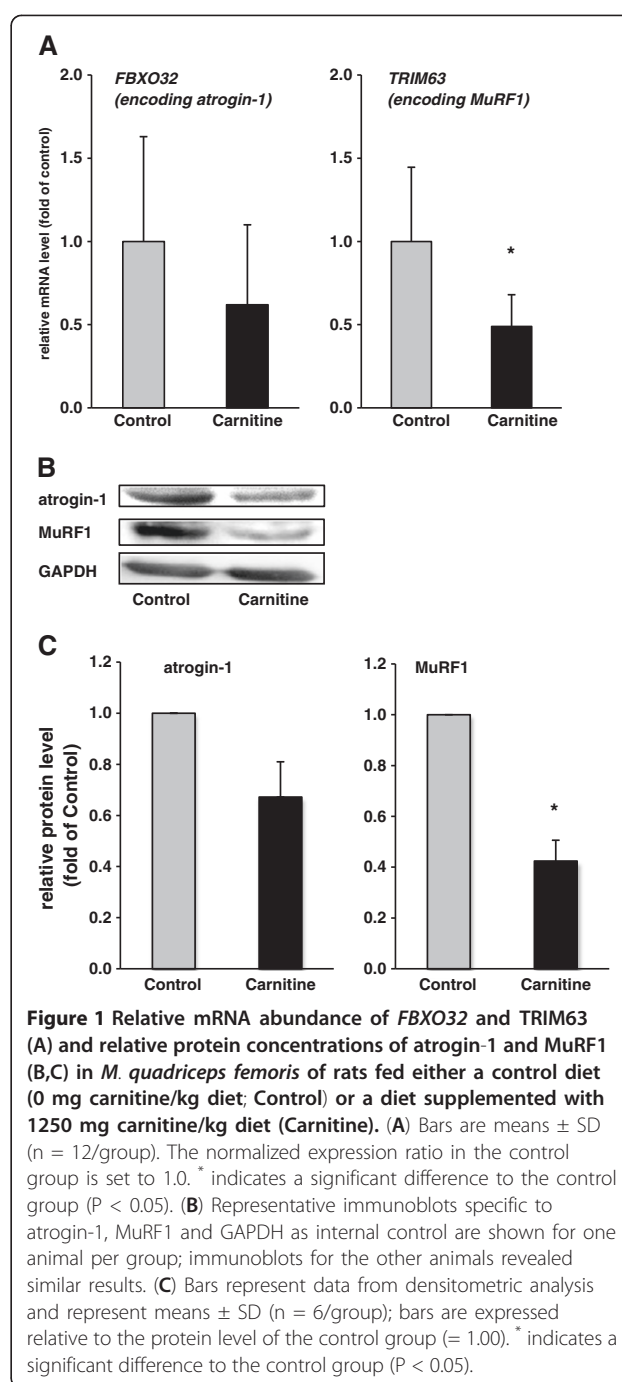 A
FBXO32
(encoding atrogin-1)
TRIM63
(encoding MuRF1)
relative mRNA level (fold of control)
2.0
1.5
1.0
0.5
0.0
Control
Carnitine
2.0
1.5
1.0
*
0.5
0.0
Control
Carnitine
B
atrogin-1
MuRF1
GAPDH
Control
Carnitine
C
atrogin-1
MuRF1
relative protein level
(fold of Control)
1.2
1.0
0.8
0.6
0.4
0.2
0.0
Control
Carnitine
1.2
1.0
0.8
0.6
*
0.4
0.2
0.0
Control
Carnitine
Figure 1 Relative mRNA abundance of FBXO32 and TRIM63
(A) and relative protein concentrations of atrogin-1 and MuRF1
(B,C) in M. quadriceps femoris of rats fed either a control diet
(0 mg carnitine/kg diet; Control) or a diet supplemented with
1250 mg carnitine/kg diet (Carnitine). (A) Bars are means ± SD
(n = 12/group). The normalized expression ratio in the control
group is set to 1.0. * indicates a significant difference to the control
group (P < 0.05). (B) Representative immunoblots specific to
atrogin-1, MuRF1 and GAPDH as internal control are shown for one
animal per group; immunoblots for the other animals revealed
similar results. (C) Bars represent data from densitometric analysis
and represent means ± SD (n = 6/group); bars are expressed
relative to the protein level of the control group (= 1.00). * indicates a
significant difference to the control group (P < 0.05).